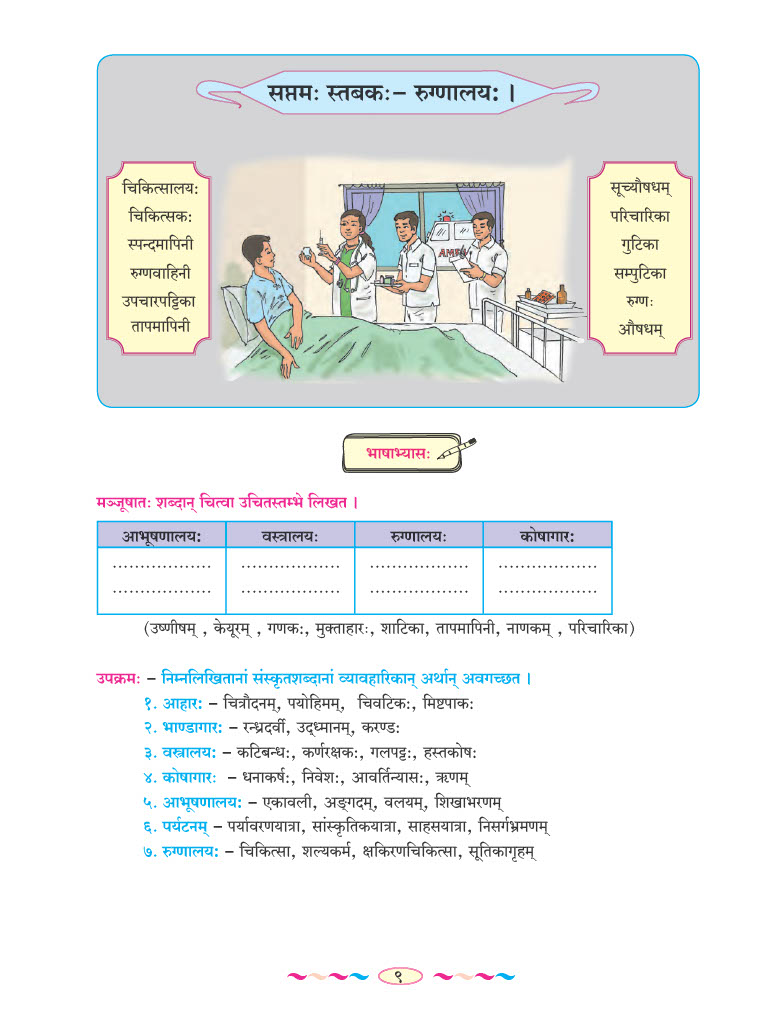 सप्तमः स्तबकः– रुग्णालयः ।
चिकित्सालयः
चिकित्सकः
स्पन्दमापिनी
रुग्णवाहिनी
उपचारपट्टिका
तापमापिनी
AMBU
सूच्यौषधम्
परिचारिका
गुटिका
सम्पुटिका
रुग्णः
औषधम्
भाषाभ्यासः
मञ्जूषातः शब्दान् चित्वा उचितस्तम्भे लिखत ।
आभूषणालयः वस्त्रालयः रुग्णालयः कोषागारः
.................. .................. .................. ..................
.................. .................. .................. ..................
(उष्णीषम् , केयूरम् , गणकः, मुक्ताहारः, शाटिका, तापमापिनी, नाणकम् , परिचारिका)
उपक्रमः – निम्नलिखितानां संस्कृतशब्दानां व्यावहारिकान् अर्थान् अवगच्छत ।
१. आहारः – चित्रौदनम्, पयोहिमम्, चिवटिकः, मिष्टपाकः
२. भाण्डागारः – रन्ध्रदर्वी, उद्ध्मानम्, करण्डः
३. वस्त्रालयः – कटिबन्धः, कर्णरक्षकः, गलपट्टः, हस्तकोषः
४. कोषागारः – धनाकर्षः, निवेशः, आवर्तिन्यासः, ऋणम्
५. आभूषणालयः – एकावली, अङ्गदम्, वलयम्, शिखाभरणम्
६. पर्यटनम् – पर्यावरणयात्रा, सांस्कृतिकयात्रा, साहसयात्रा, निसर्गभ्रमणम्
७. रुग्णालयः – चिकित्सा, शल्यकर्म, क्षकिरणचिकित्सा, सूतिकागृहम्
९